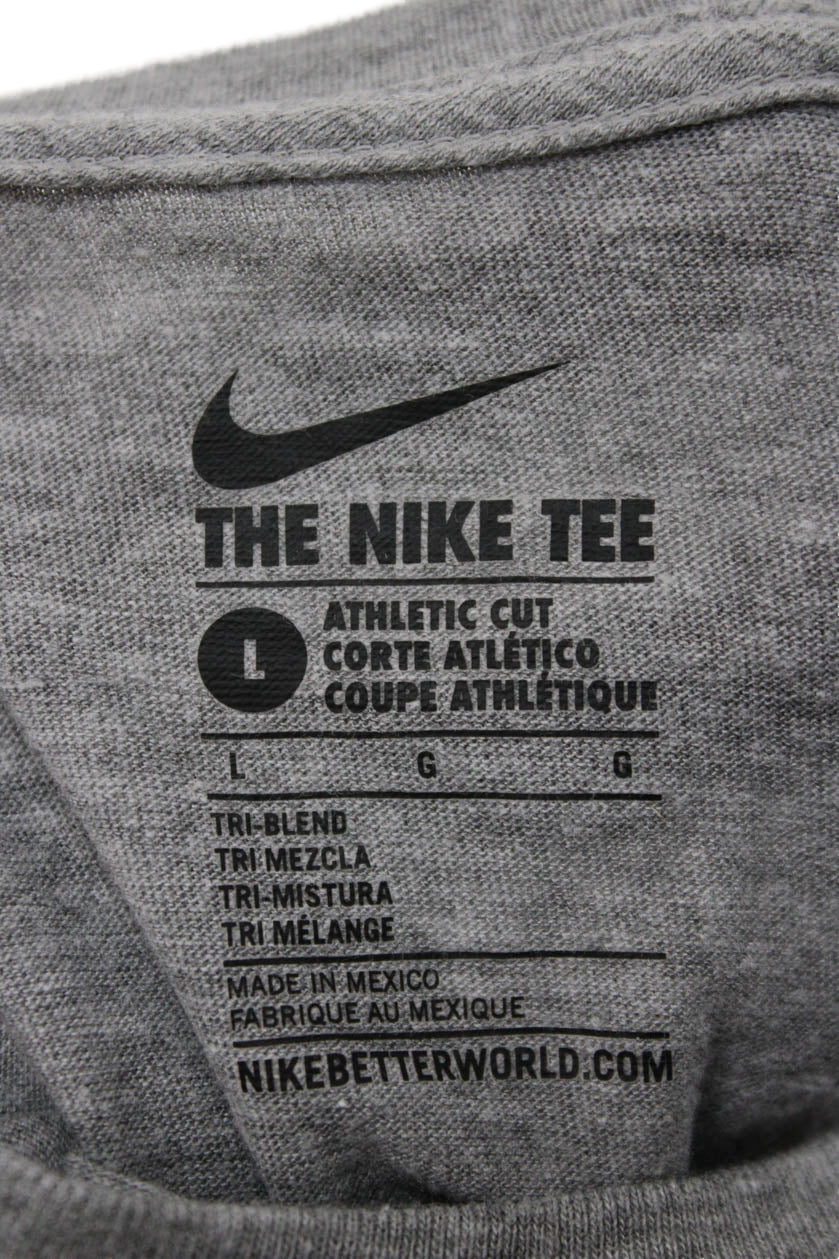 THE NIKE TEE
L
ATHLETIC CUT
CORTE ATLÉTICO
COUPE ATHLÉTIQUE
L G G
TRI-BLEND
TRI MEZCLA
TRI-MISTURA
TRI MÉLANGE
MADE IN MEXICO
FABRIQUE AU MEXIQUE
NIKEBETTERWORLD.COM